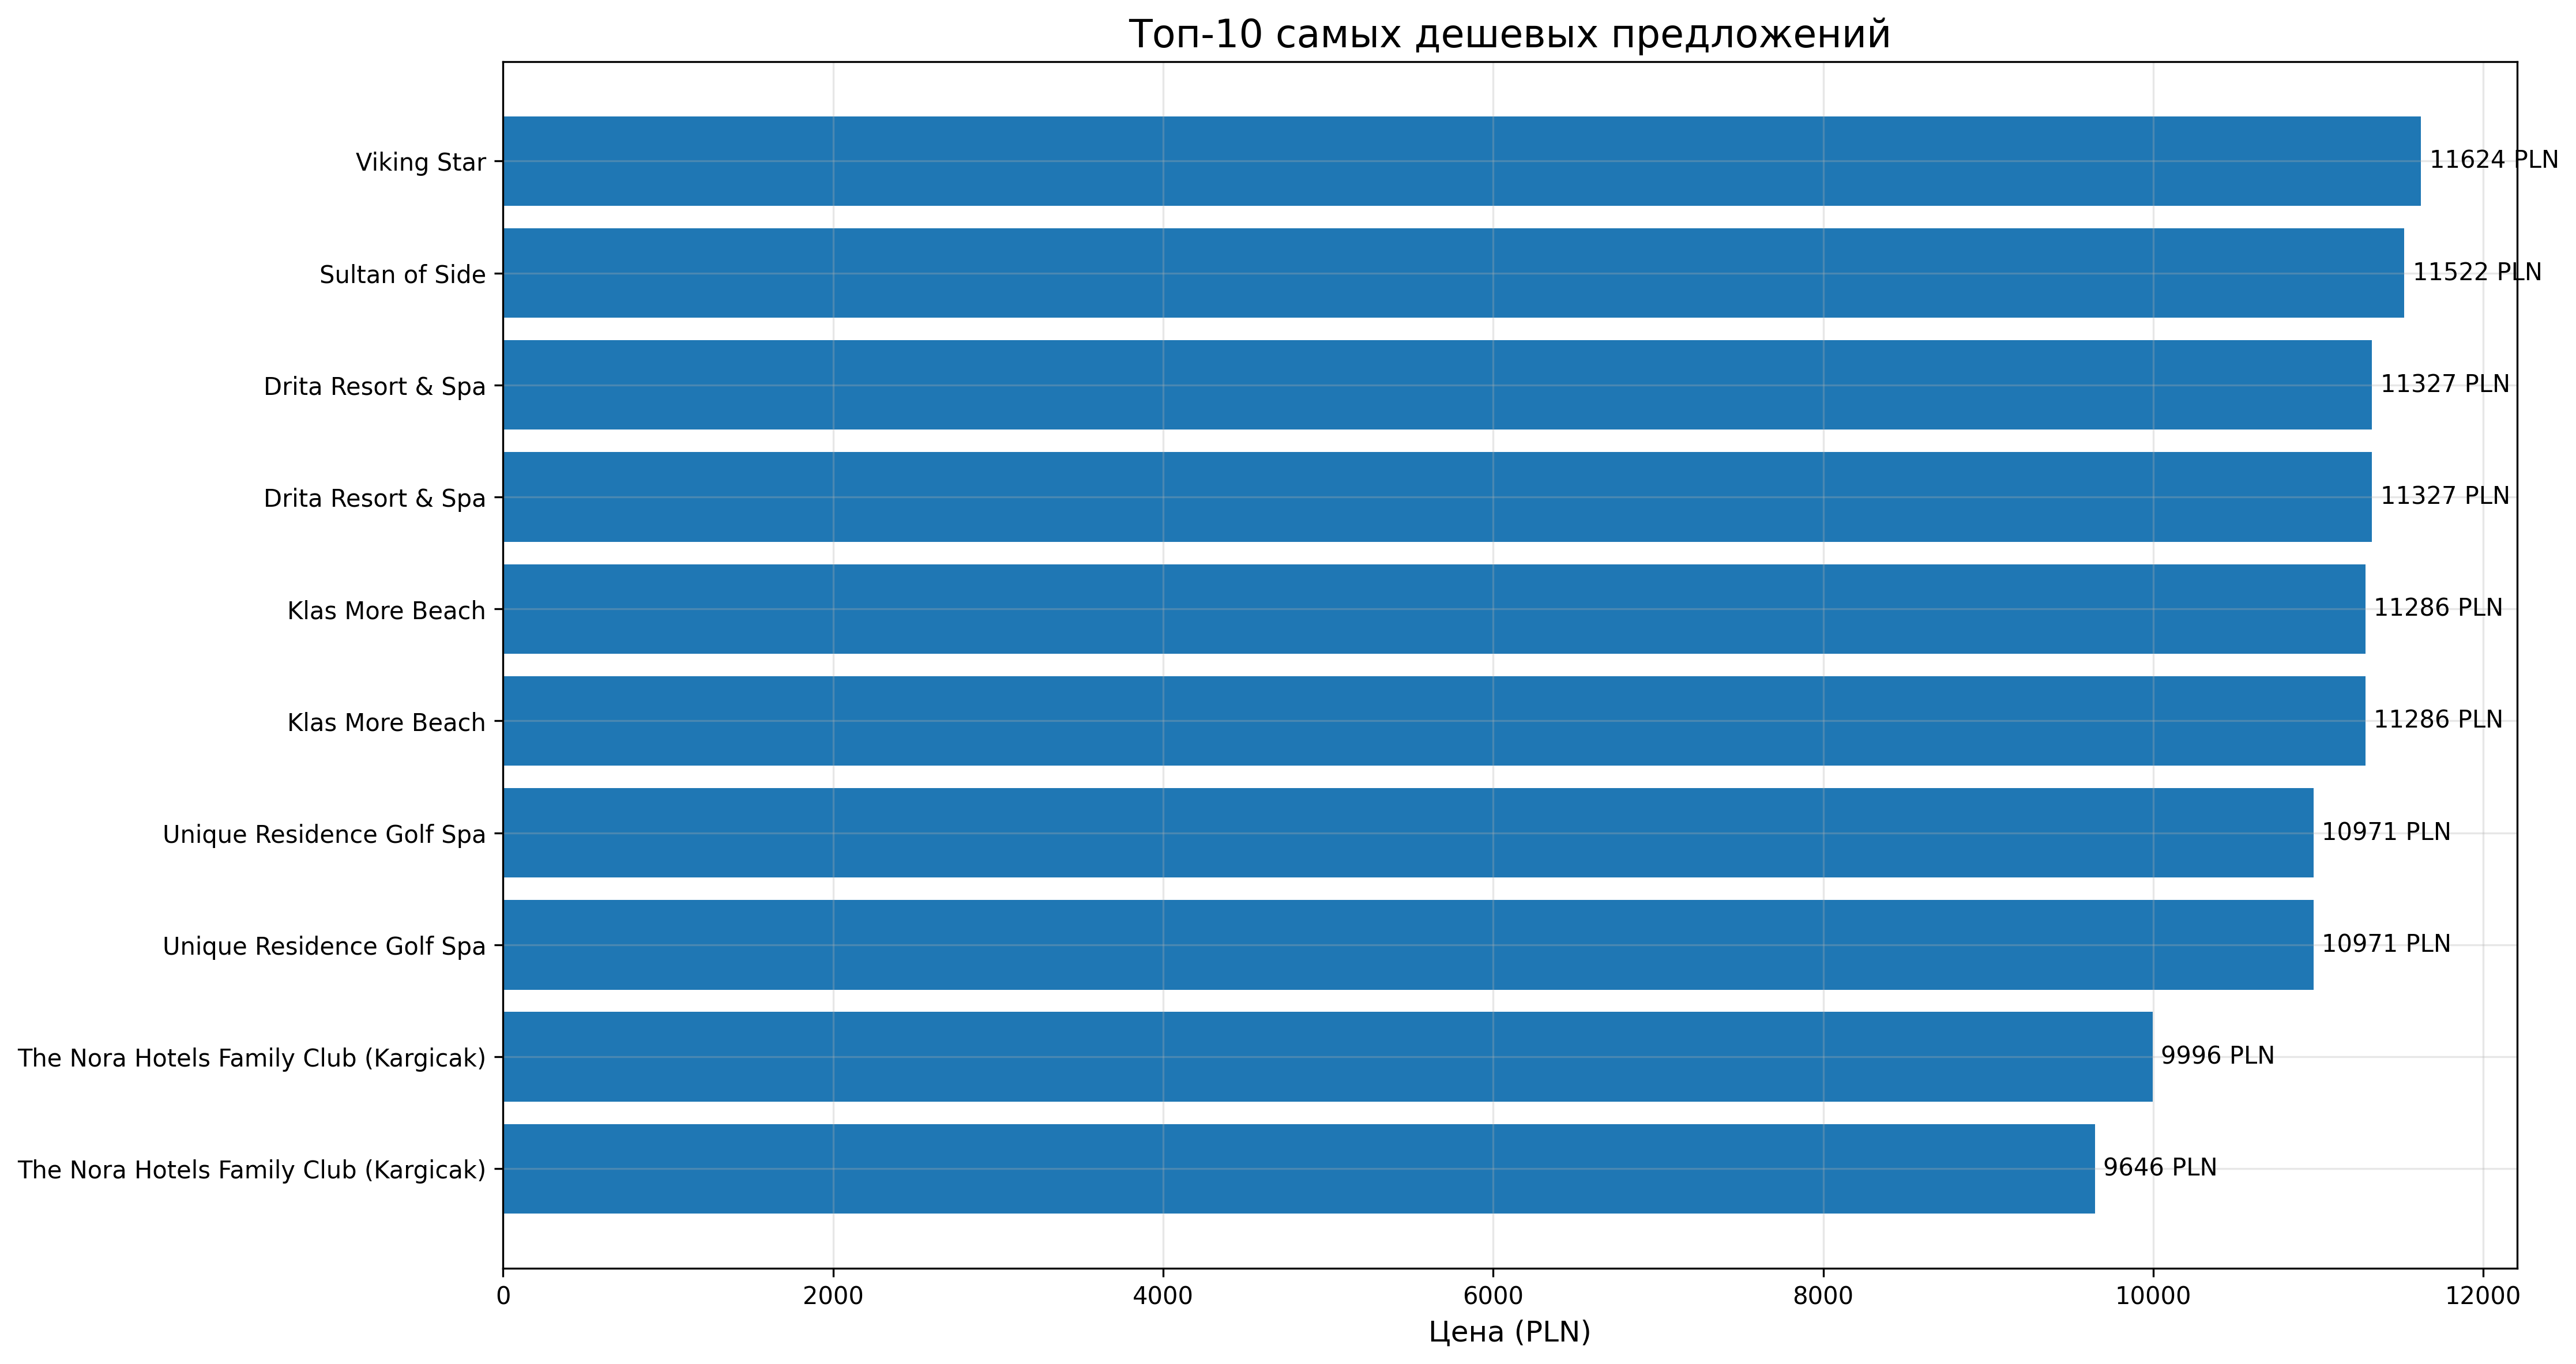 Топ-10 самых дешевых предложений
Viking Star 11624 PLN
Sultan of Side 11522 PLN
Drita Resort & Spa 11327 PLN
Drita Resort & Spa 11327 PLN
Klas More Beach 11286 PLN
Klas More Beach 11286 PLN
Unique Residence Golf Spa 10971 PLN
Unique Residence Golf Spa 10971 PLN
The Nora Hotels Family Club (Kargicak) 9996 PLN
The Nora Hotels Family Club (Kargicak) 9646 PLN
0 2000 4000 6000 8000 10000 12000
Цена (PLN)